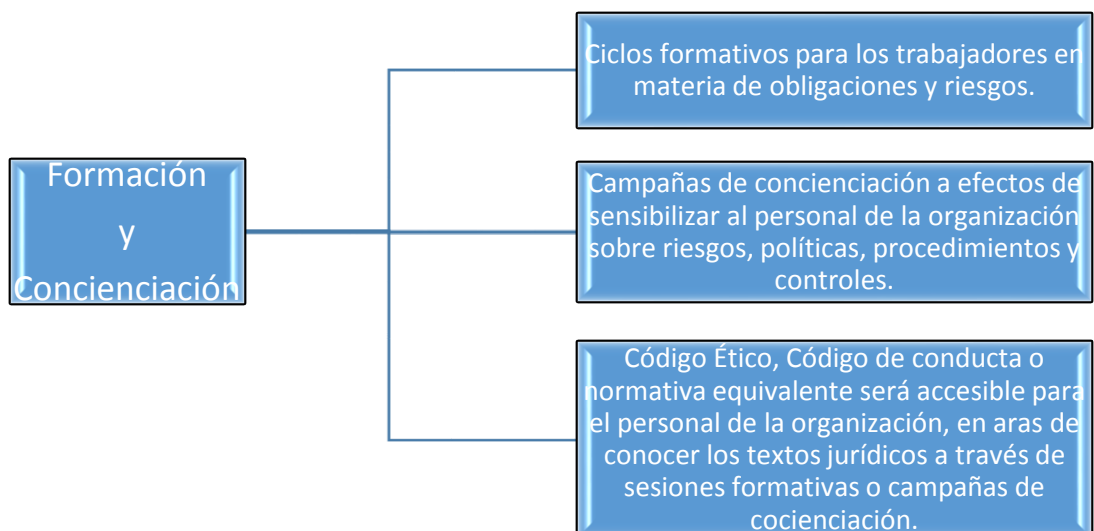 Formación
y
Concienciación
Ciclos formativos para los trabajadores en
materia de obligaciones y riesgos.
Campañas de concienciación a efectos de
sensibilizar al personal de la organización
sobre riesgos, políticas, procedimientos y
controles.
Código Ético, Código de conducta o
normativa equivalente será accesible para
el personal de la organización, en aras de
conocer los textos jurídicos a través de
sesiones formativas o campañas de
cocienciación.